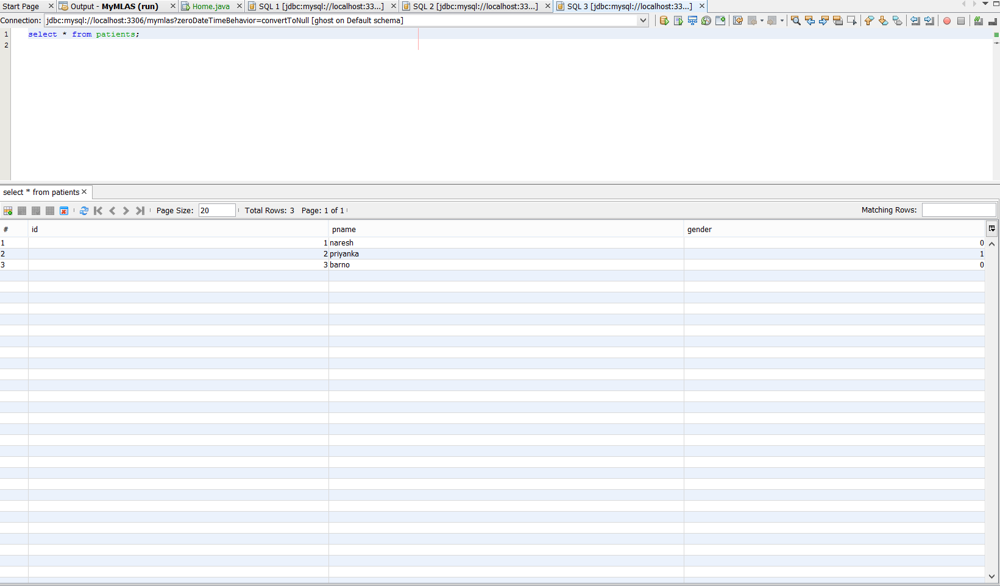 Start Page Output - MyMLAS (run) Home.java SQL 1 [jdbc:mysql://localhost:33...] SQL 2 [jdbc:mysql://localhost:33...] SQL 3 [jdbc:mysql://localhost:33...]
Connection: jdbc:mysql://localhost:3306/mymlas?zeroDateTimeBehavior=convertToNull [ghost on Default schema]
1 select * from patients;
2
select * from patients
Page Size: 20 Total Rows: 3 Page: 1 of 1 Matching Rows:
# id pname gender
1 1 naresh 0
2 2 priyanka 1
3 3 barno 0